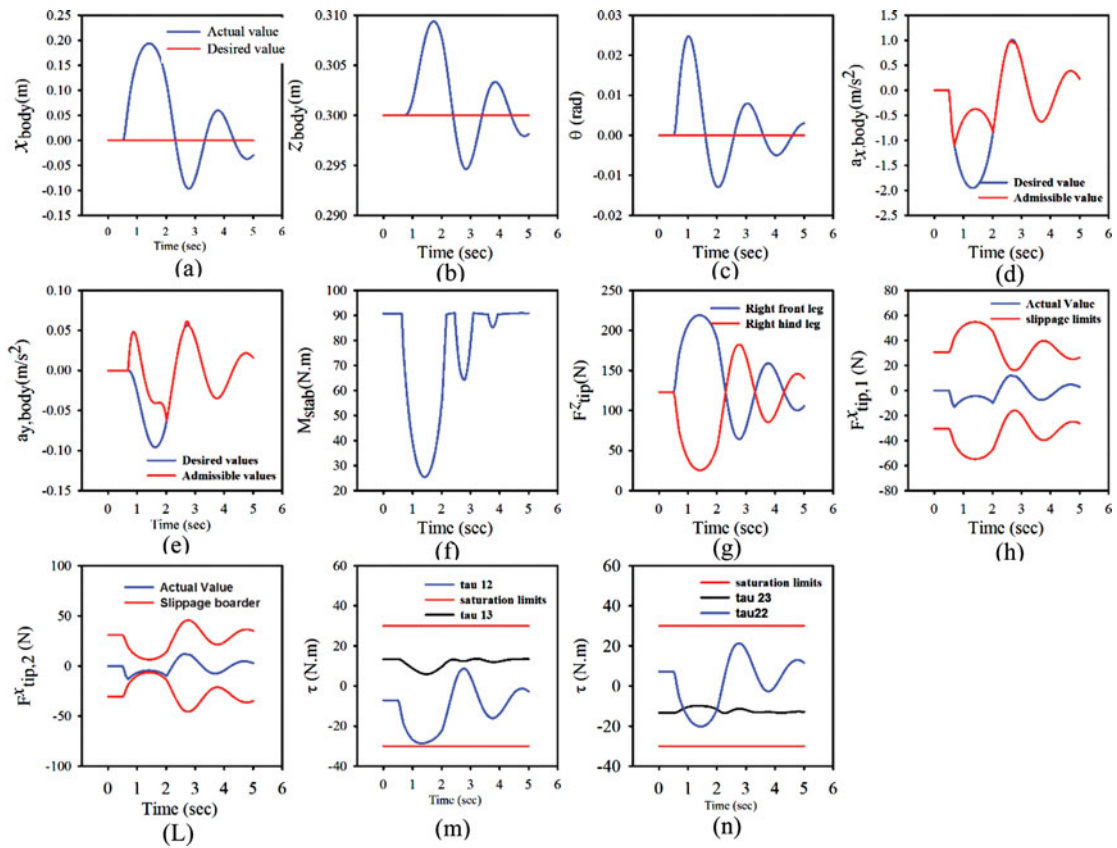 0.25
0.20
0.15
0.10
0.05
0.00
-0.05
-0.10
-0.15
x body(m)
Actual value
Desired value
0 1 2 3 4 5 6
Time (sec)
(a)
0.310
0.305
0.300
0.295
0.290
Zbody(m)
0 1 2 3 4 5 6
Time (sec)
(b)
0.03
0.02
0.01
0.00
-0.01
-0.02
θ (rad)
0 1 2 3 4 5 6
Time (sec)
(c)
1.5
1.0
0.5
0.0
-0.5
-1.0
-1.5
-2.0
-2.5
ax,body(m/s2)
Desired value
Admissible value
0 1 2 3 4 5 6
Time (sec)
(d)
0.10
0.05
0.00
-0.05
0.10
ay,body(m/s2)
Desired values
Admissible values
0 1 2 3 4 5 6
Time (sec)
(e)
100
90
80
70
60
50
40
30
20
Mstab(N.m)
0 1 2 3 4 5 6
Time (sec)
(f)
250
200
150
100
50
0
FZtip(N)
Right front leg
Right hind leg
0 1 2 3 4 5 6
Time (sec)
(g)
80
60
40
20
0
-20
-40
-60
-80
Fxtip,1 (N)
Actual Value
slippage limits
0 1 2 3 4 5 6
Time (sec)
(h)
100
50
0
-50
-100
Fxtip,2 (N)
Actual Value
Slippage boarder
0 1 2 3 4 5 6
Time (sec)
(L)
60
40
20
0
-20
-40
τ (N.m)
tau 12
saturation limits
tau 13
0 1 2 3 4 5 6
Time (sec)
(m)
60
40
20
0
-20
-40
τ (N.m)
saturation limits
tau 23
tau22
0 1 2 3 4 5 6
Time (sec)
(n)